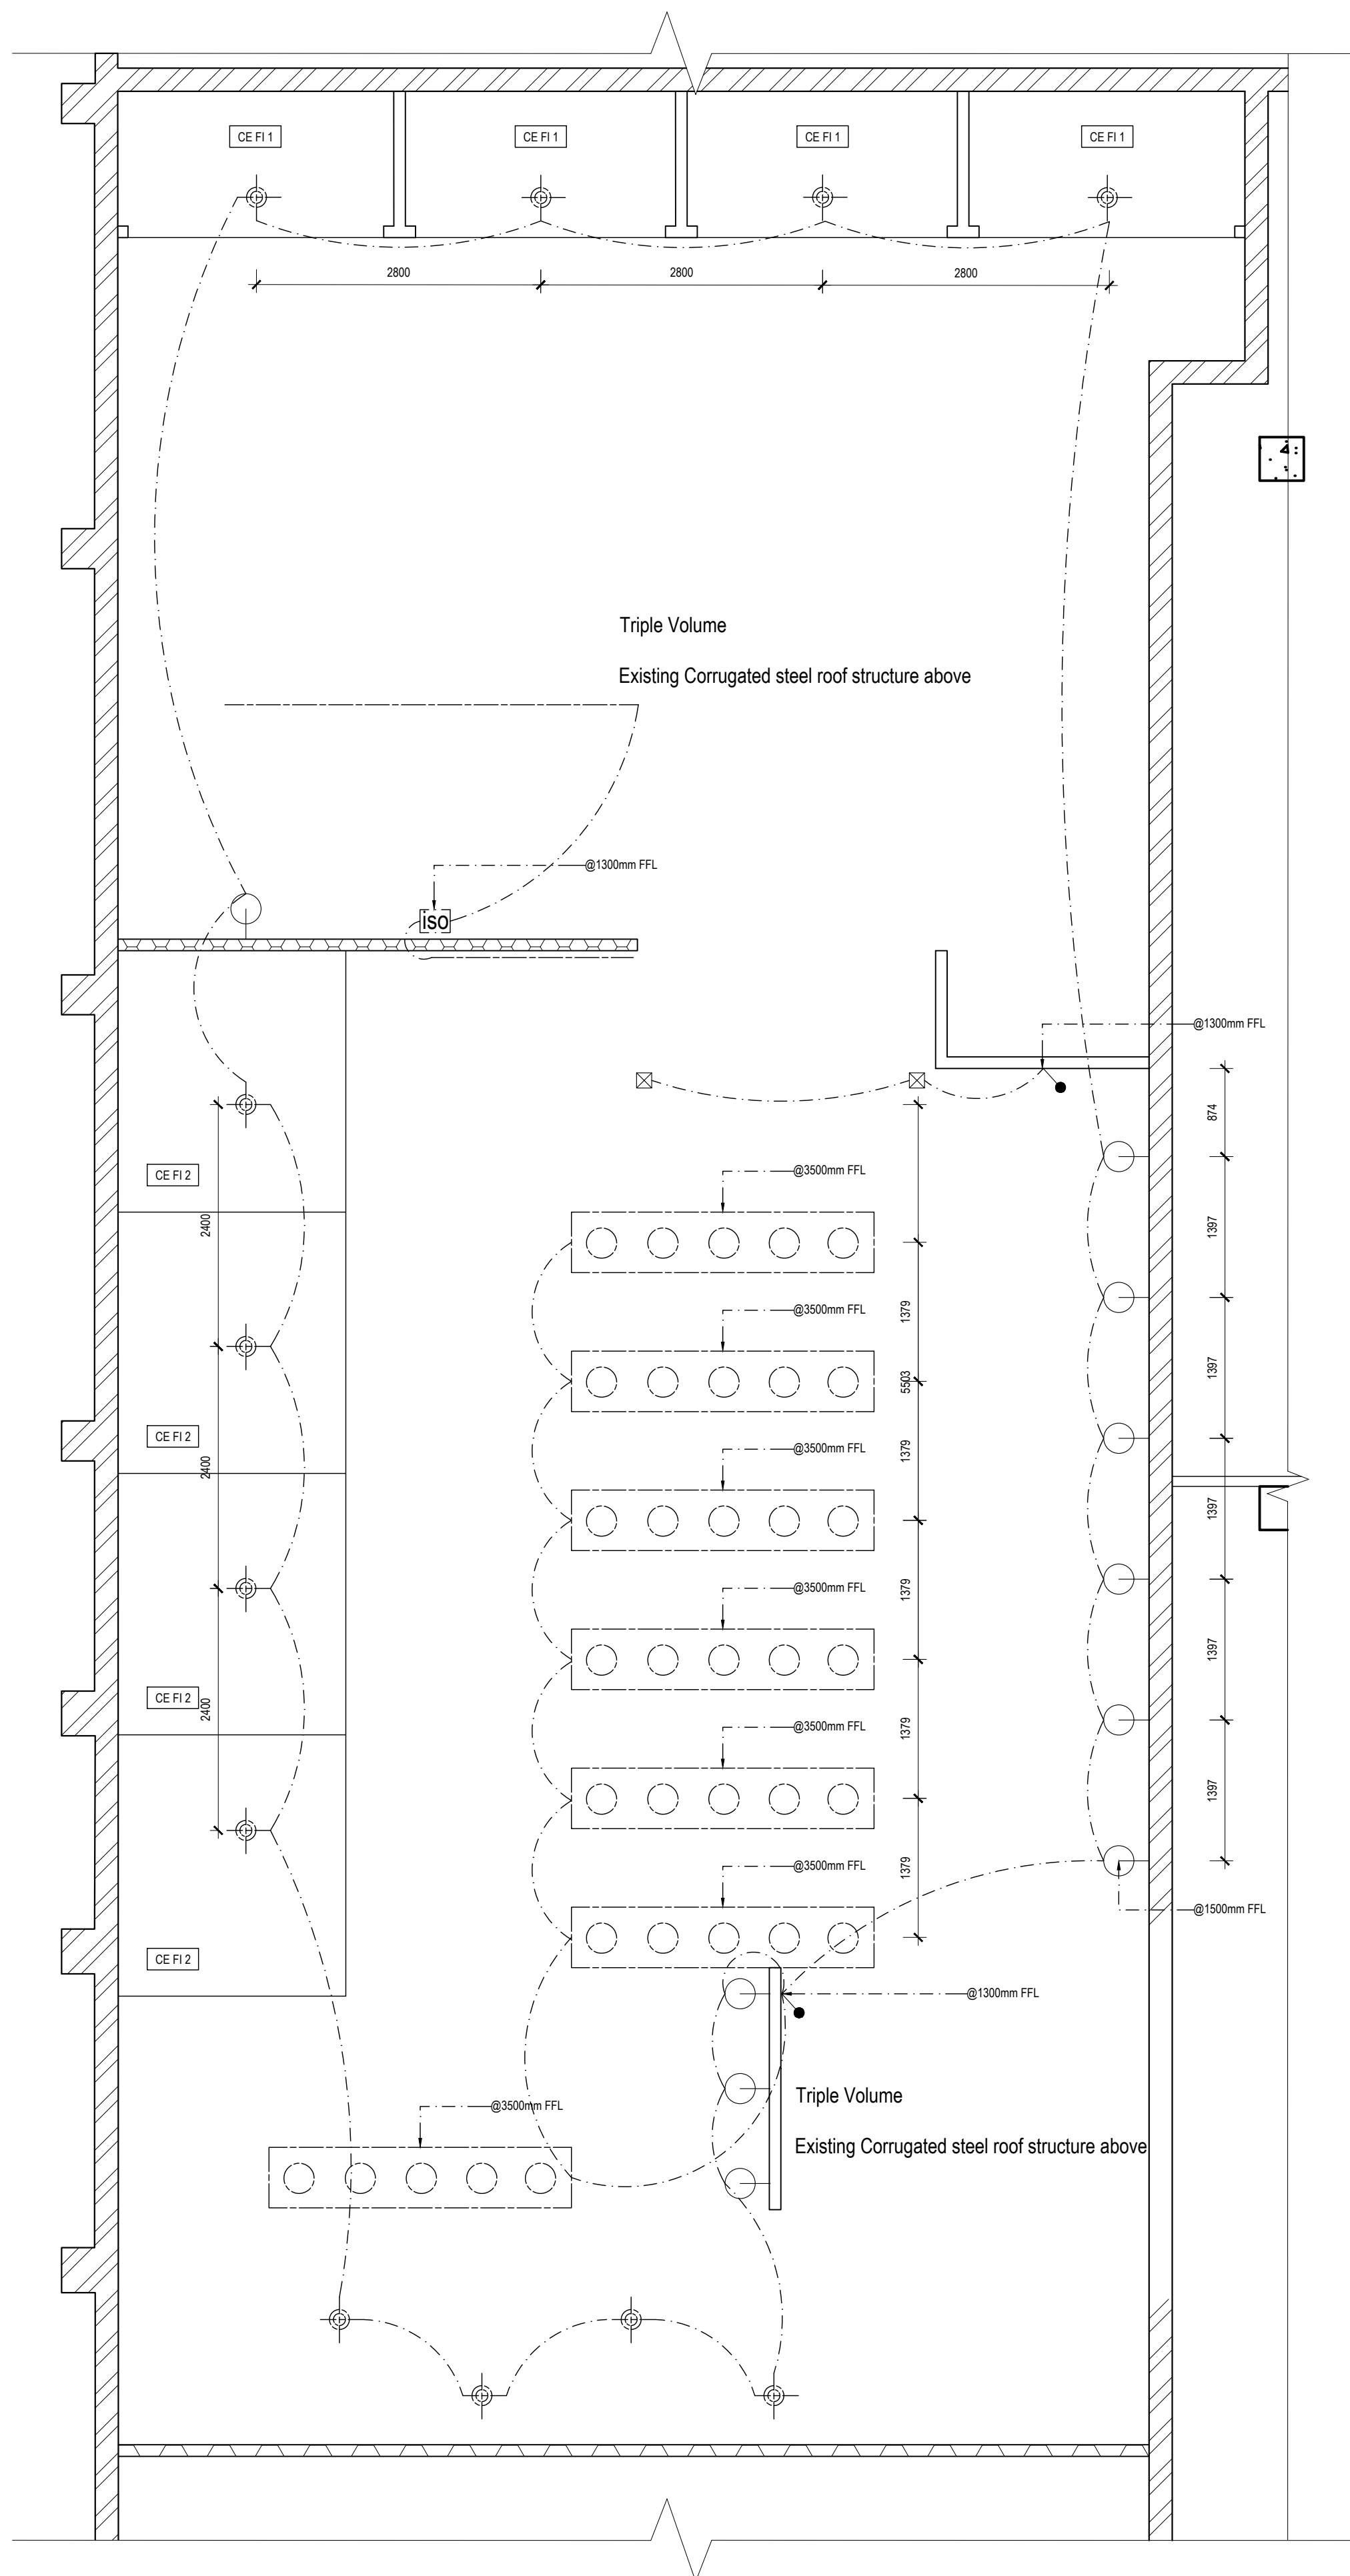 CE FI 1
CE FI 1
CE FI 1
CE FI 1
2800
2800
2800
Triple Volume
Existing Corrugated steel roof structure above
@1300mm FFL
iso
@1300mm FFL
874
@3500mm FFL
CE FI 2
2400
1397
@3500mm FFL
1379
1397
5503
CE FI 2
@3500mm FFL
1379
2400
1397
@3500mm FFL
1379
1397
CE FI 2
2400
@3500mm FFL
1379
1397
@3500mm FFL
1379
@1500mm FFL
CE FI 2
@1300mm FFL
Triple Volume
@3500mm FFL
Existing Corrugated steel roof structure above